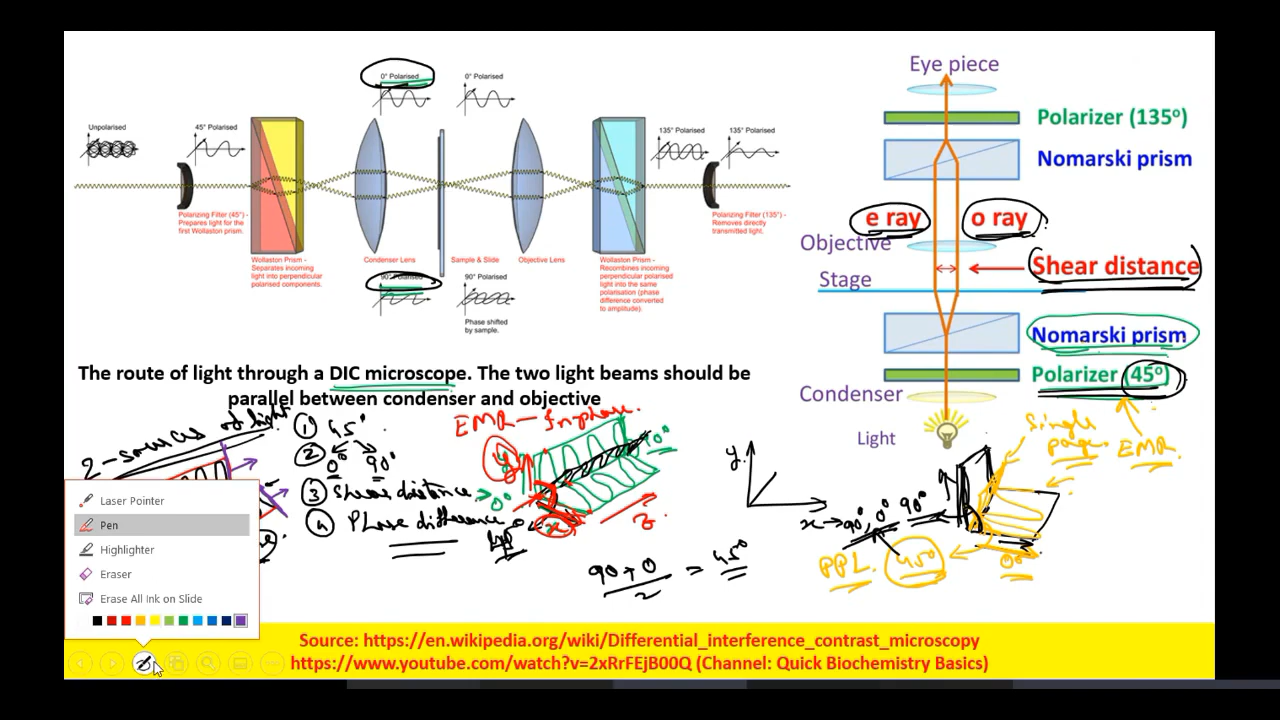 0° Polarised
0° Polarised
Unpolarised
45° Polarised
135° Polarised
135° Polarised
Polarizing Filter (45°) -
Prepares light for the
first Wollaston prism.
Polarizing Filter (135°) -
Removes directly
transmitted light.
Wollaston Prism -
Separates incoming
light into perpendicular
polarised components.
Condenser Lens
Sample & Slide
Objective Lens
Wollaston Prism -
Recombines incoming
perpendicular polarised
light into the same
polarisation (phase
difference converted
to amplitude).
90° Polarised
90° Polarised
Phase shifted
by sample.
Eye piece
Polarizer (135°)
Nomarski prism
e ray
o ray
Objective
Shear distance
Stage
Nomarski prism
Polarizer (45°)
Condenser
Light
The route of light through a DIC microscope. The two light beams should be
parallel between condenser and objective
2-sources of light
① 45°
② 0° 90°
③ Shear distance
④ Phase difference
EMR - In phase.
y
x
z
0°
90°
90+0/2 = 45°
y
x → 90° 0° 90°
PPL
45°
0°
Single
page.
EMR
Laser Pointer
Pen
Highlighter
Eraser
Erase All Ink on Slide
Source: https://en.wikipedia.org/wiki/Differential_interference_contrast_microscopy
https://www.youtube.com/watch?v=2xRrFEjB00Q (Channel: Quick Biochemistry Basics)